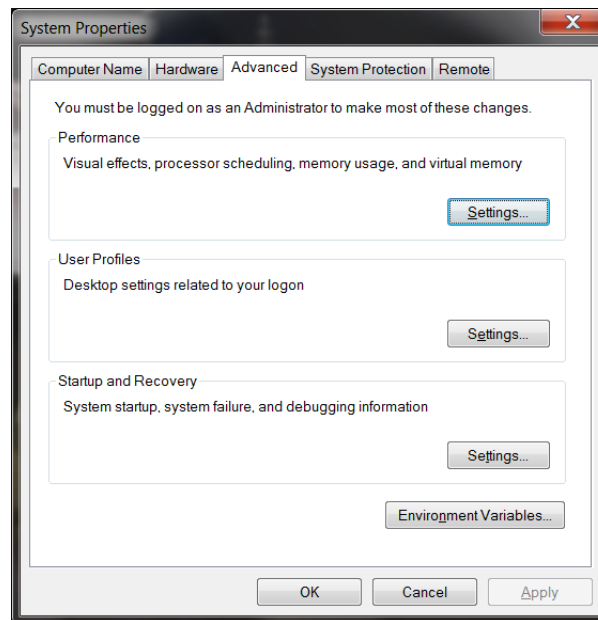 System Properties
Computer Name Hardware Advanced System Protection Remote
You must be logged on as an Administrator to make most of these changes.
Performance
Visual effects, processor scheduling, memory usage, and virtual memory
Settings...
User Profiles
Desktop settings related to your logon
Settings...
Startup and Recovery
System startup, system failure, and debugging information
Settings...
Environment Variables...
OK Cancel Apply